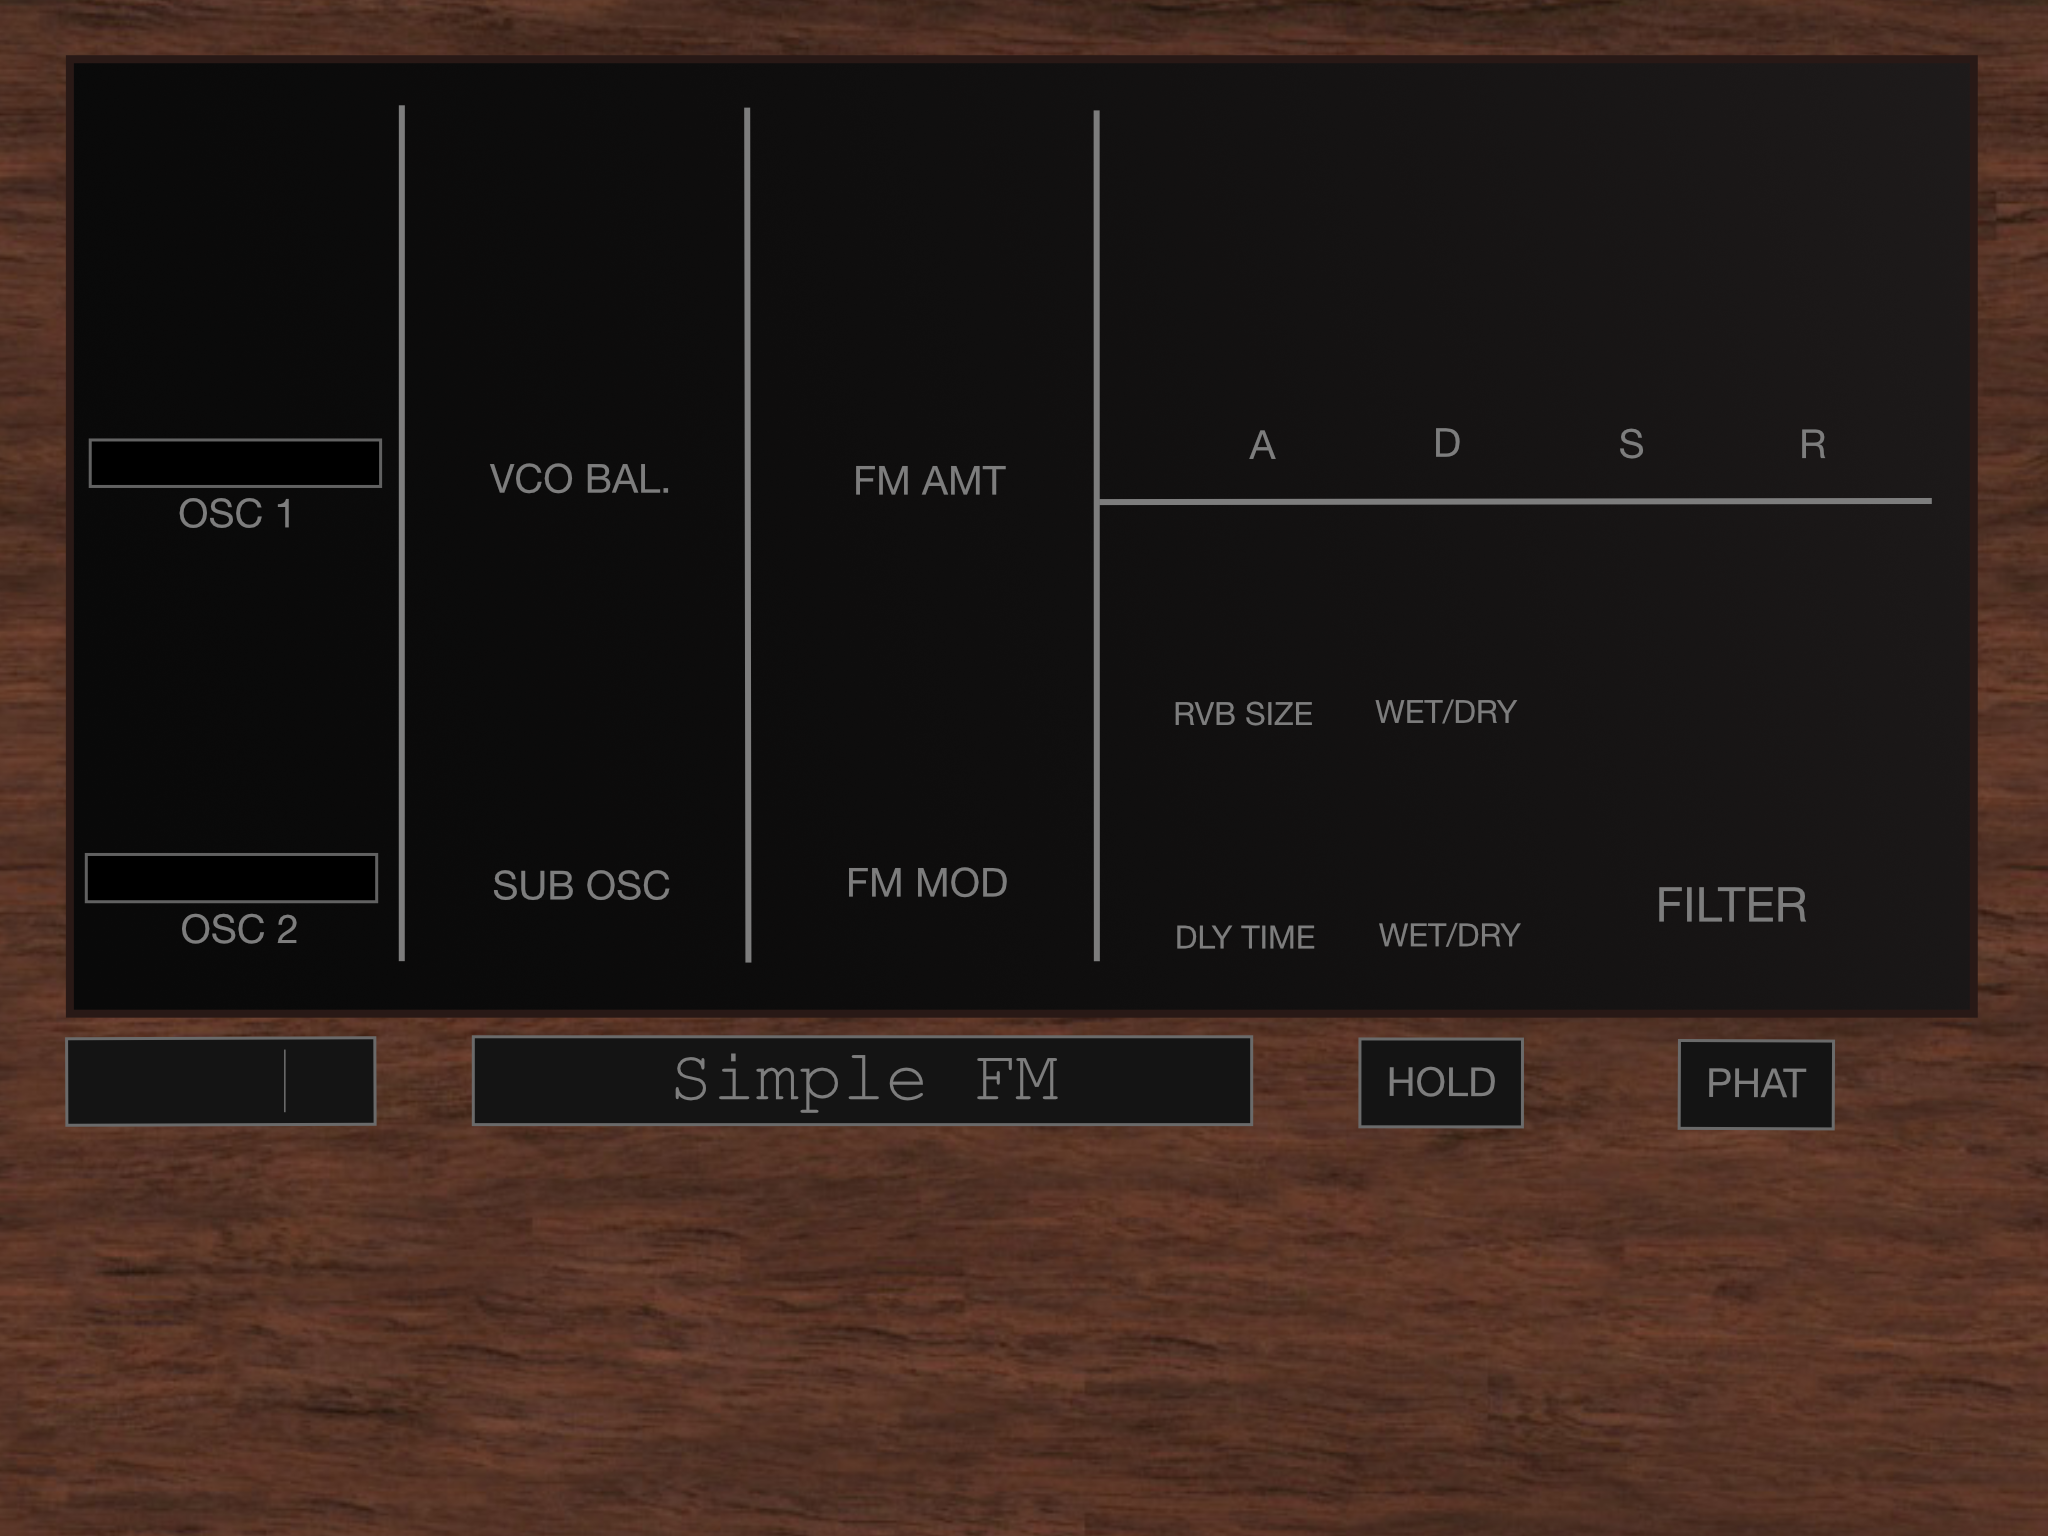 A D S R
VCO BAL.
FM AMT
OSC 1
RVB SIZE
WET/DRY
SUB OSC
FM MOD
FILTER
OSC 2
DLY TIME
WET/DRY
Simple FM
HOLD
PHAT